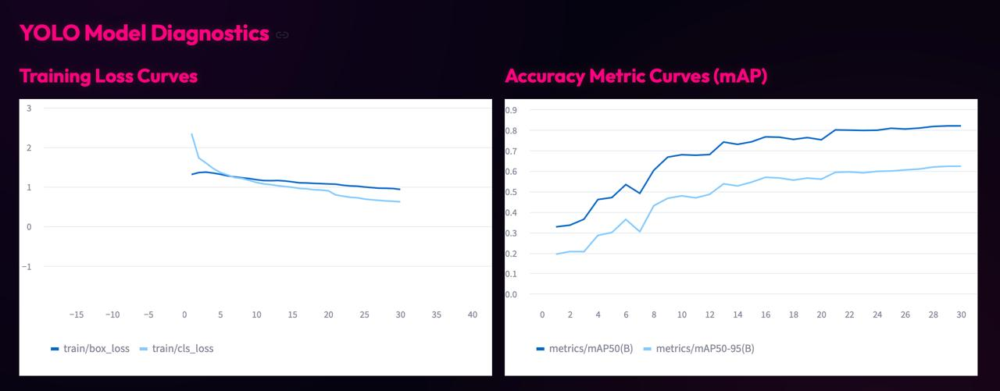 YOLO Model Diagnostics
Training Loss Curves
3
2
1
0
−1
−15 −10 −5 0 5 10 15 20 25 30 35 40
train/box_loss train/cls_loss
Accuracy Metric Curves (mAP)
0.9
0.8
0.7
0.6
0.5
0.4
0.3
0.2
0.1
0.0
0 2 4 6 8 10 12 14 16 18 20 22 24 26 28 30
metrics/mAP50(B) metrics/mAP50-95(B)